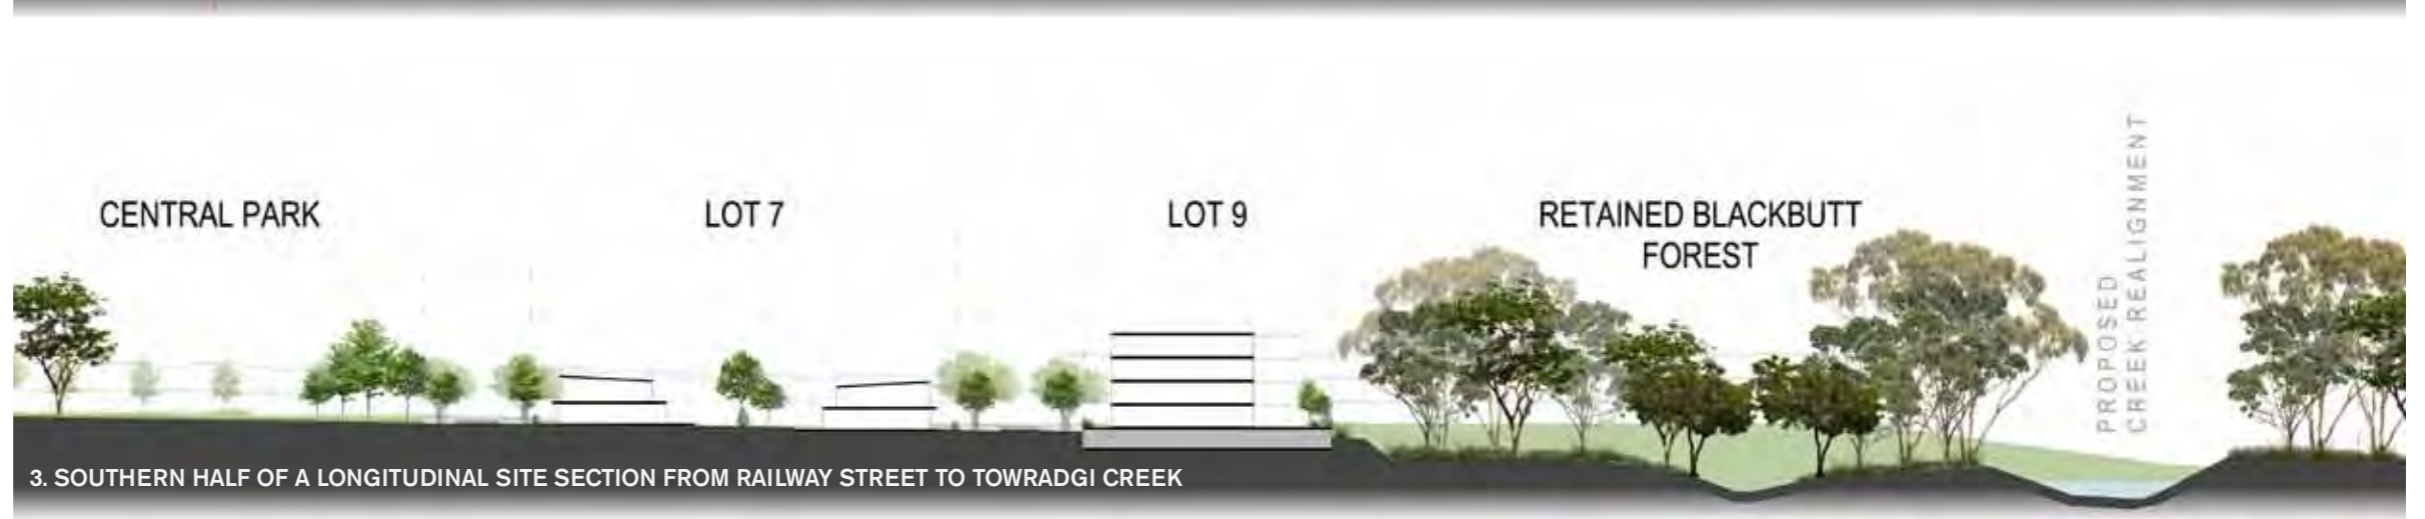 CENTRAL PARK
LOT 7
LOT 9
RETAINED BLACKBUTT
FOREST
PROPOSED
CREEK REALIGNMENT
3. SOUTHERN HALF OF A LONGITUDINAL SITE SECTION FROM RAILWAY STREET TO TOWRADGI CREEK